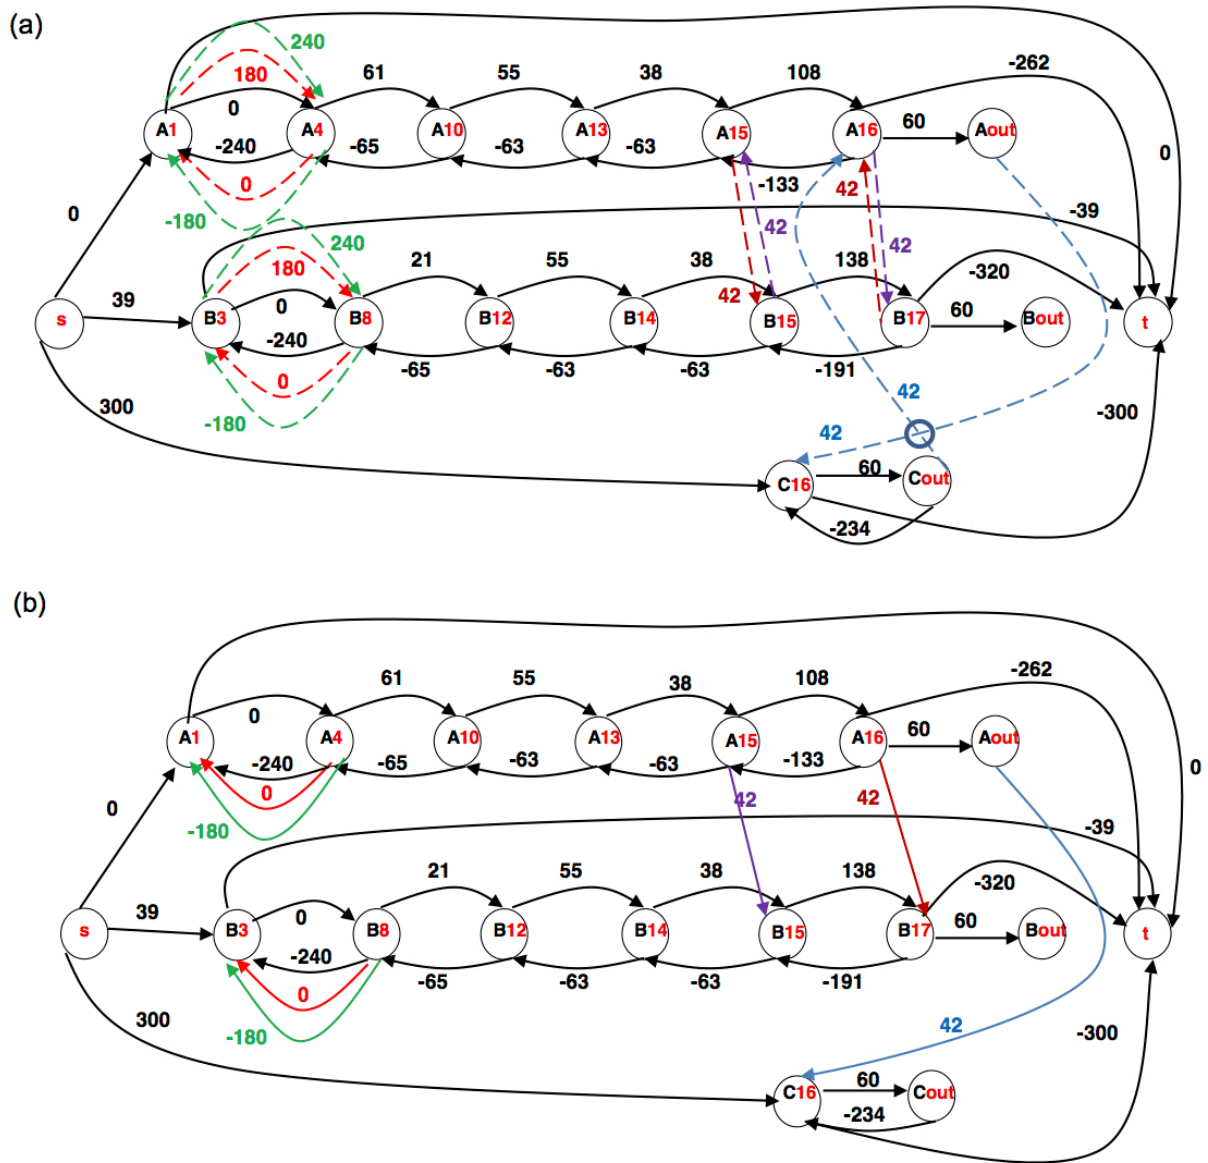 (a)
240
180 61 55 38 108 -262
0
A1 A4 A10 A13 A15 A16 60 Aout
-240 -65 -63 -63 -133 0
0 42
-180 -39
0 240 42 42
180 21 55 38 138 -320
39 0 42 60
s B3 B8 B12 B14 B15 B17 Bout t
-240 -65 -63 -63 -191
0
-180 42
300 42 -300
C16 60 Cout
-234
(b)
61 55 38 108 -262
0 60
A1 A4 A10 A13 A15 A16 Aout
-240 -65 -63 -63 -133 0
0 42 42
0 -180 -39
21 55 38 138 -320
39 0 60
s B3 B8 B12 B14 B15 B17 Bout t
-240 -65 -63 -63 -191
0
-180 42
300 -300
C16 60 Cout
-234